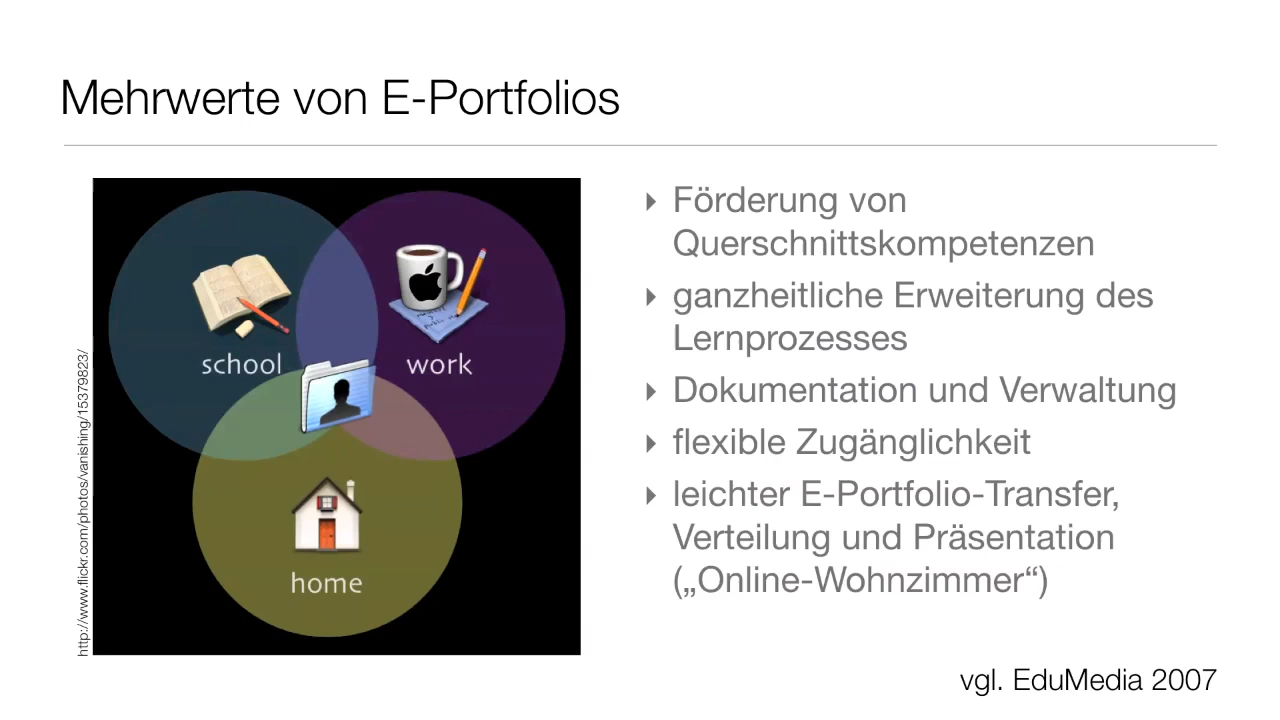 Mehrwerte von E-Portfolios
http://www.flickr.com/photos/vanishing/15379823/
school
work
home
‣ Förderung von
Querschnittskompetenzen
‣ ganzheitliche Erweiterung des
Lernprozesses
‣ Dokumentation und Verwaltung
‣ flexible Zugänglichkeit
‣ leichter E-Portfolio-Transfer,
Verteilung und Präsentation
(„Online-Wohnzimmer“)
vgl. EduMedia 2007